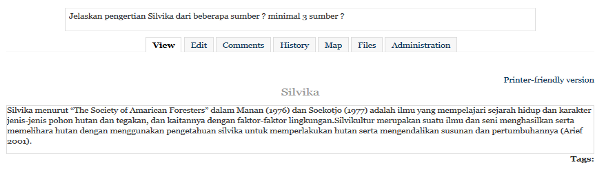 Jelaskan pengertian Silvika dari beberapa sumber ? minimal 3 sumber ?
View Edit Comments History Map Files Administration
Printer-friendly version
Silvika
Silvika menurut "The Society of Amarican Foresters" dalam Manan (1976) dan Soekotjo (1977) adalah ilmu yang mempelajari sejarah hidup dan karakter
jenis-jenis pohon hutan dan tegakan, dan kaitannya dengan faktor-faktor lingkungan.Silvikultur merupakan suatu ilmu dan seni menghasilkan serta
memelihara hutan dengan menggunakan pengetahuan silvika untuk memperlakukan hutan serta mengendalikan susunan dan pertumbuhannya (Arief
2001).
Tags: